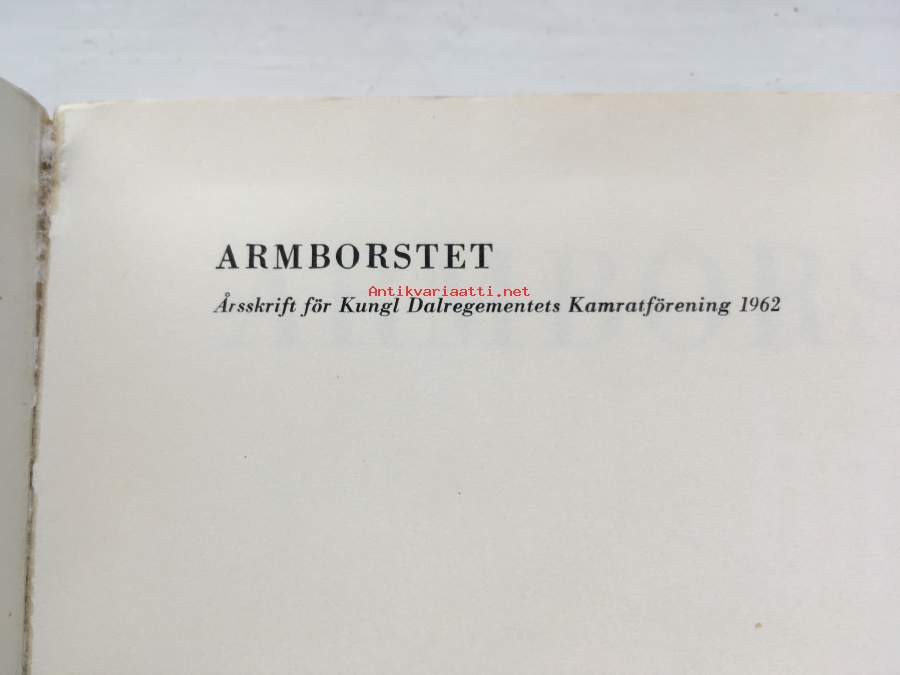 ARMBORSTET
Antikvariaatti.net
Årsskrift för Kungl Dalregementets Kamratförening 1962